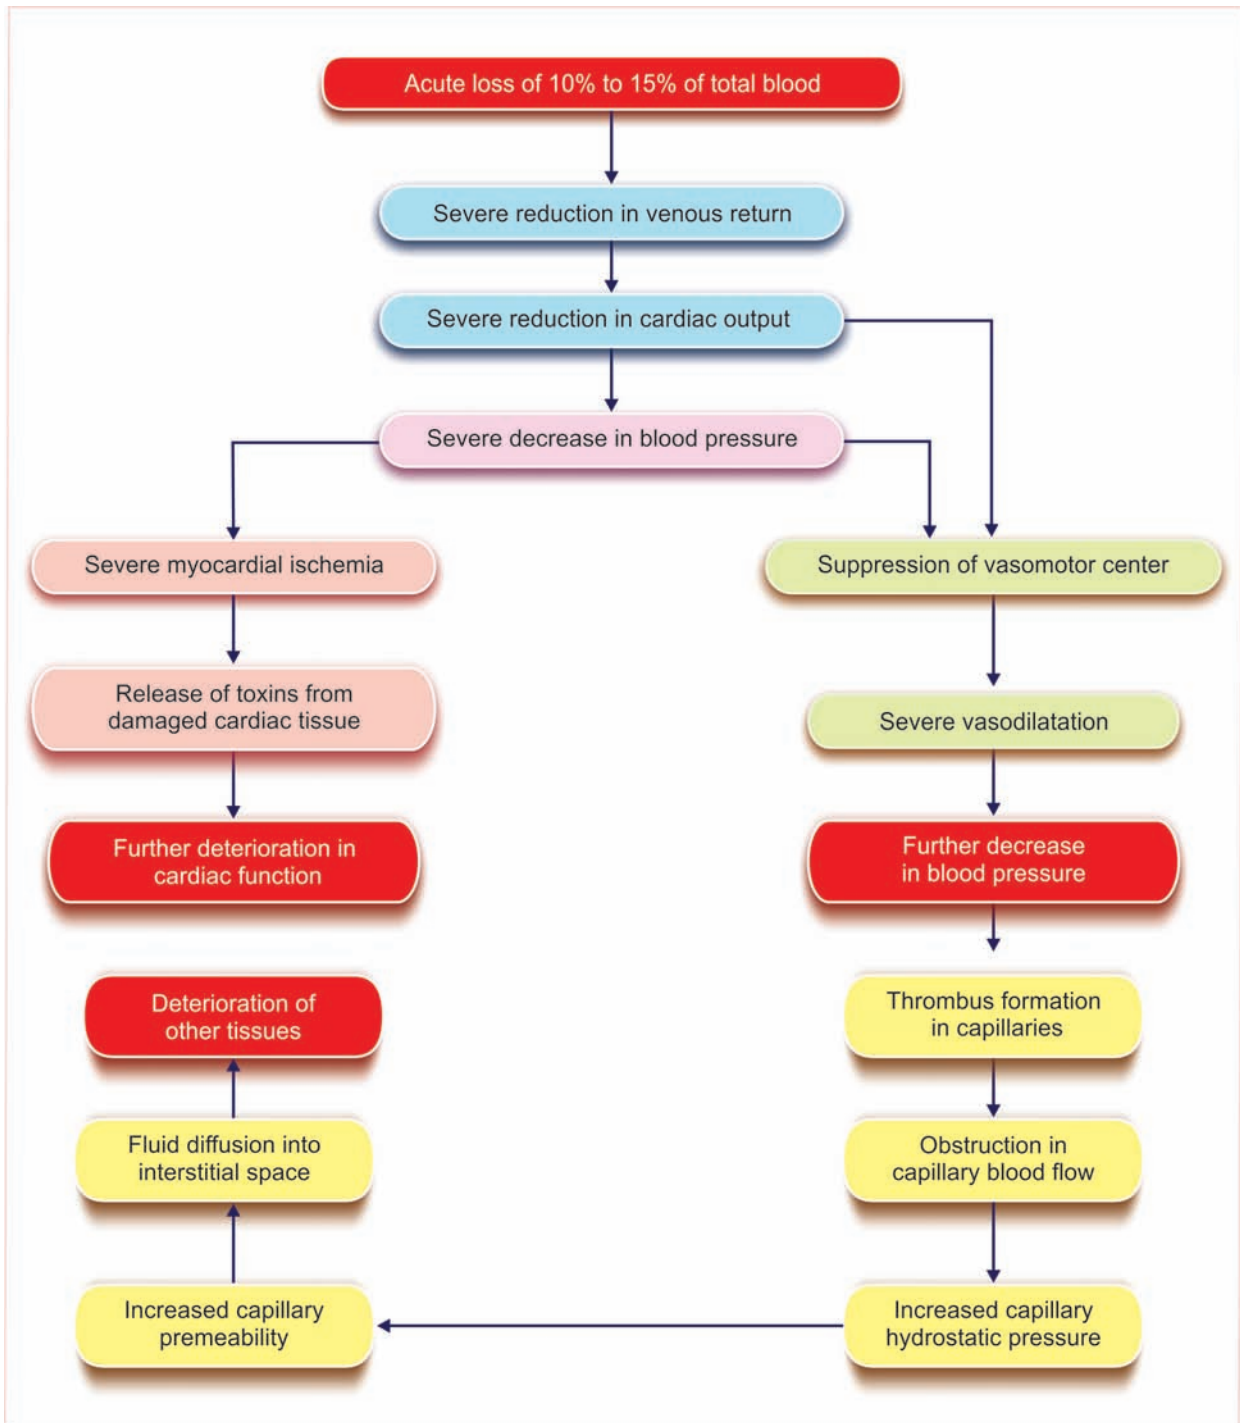 Acute loss of 10% to 15% of total blood
Severe reduction in venous return
Severe reduction in cardiac output
Severe decrease in blood pressure
Severe myocardial ischemia
Release of toxins from
damaged cardiac tissue
Further deterioration in
cardiac function
Suppression of vasomotor center
Severe vasodilatation
Further decrease
in blood pressure
Thrombus formation
in capillaries
Obstruction in
capillary blood flow
Increased capillary
hydrostatic pressure
Increased capillary
premeability
Fluid diffusion into
interstitial space
Deterioration of
other tissues